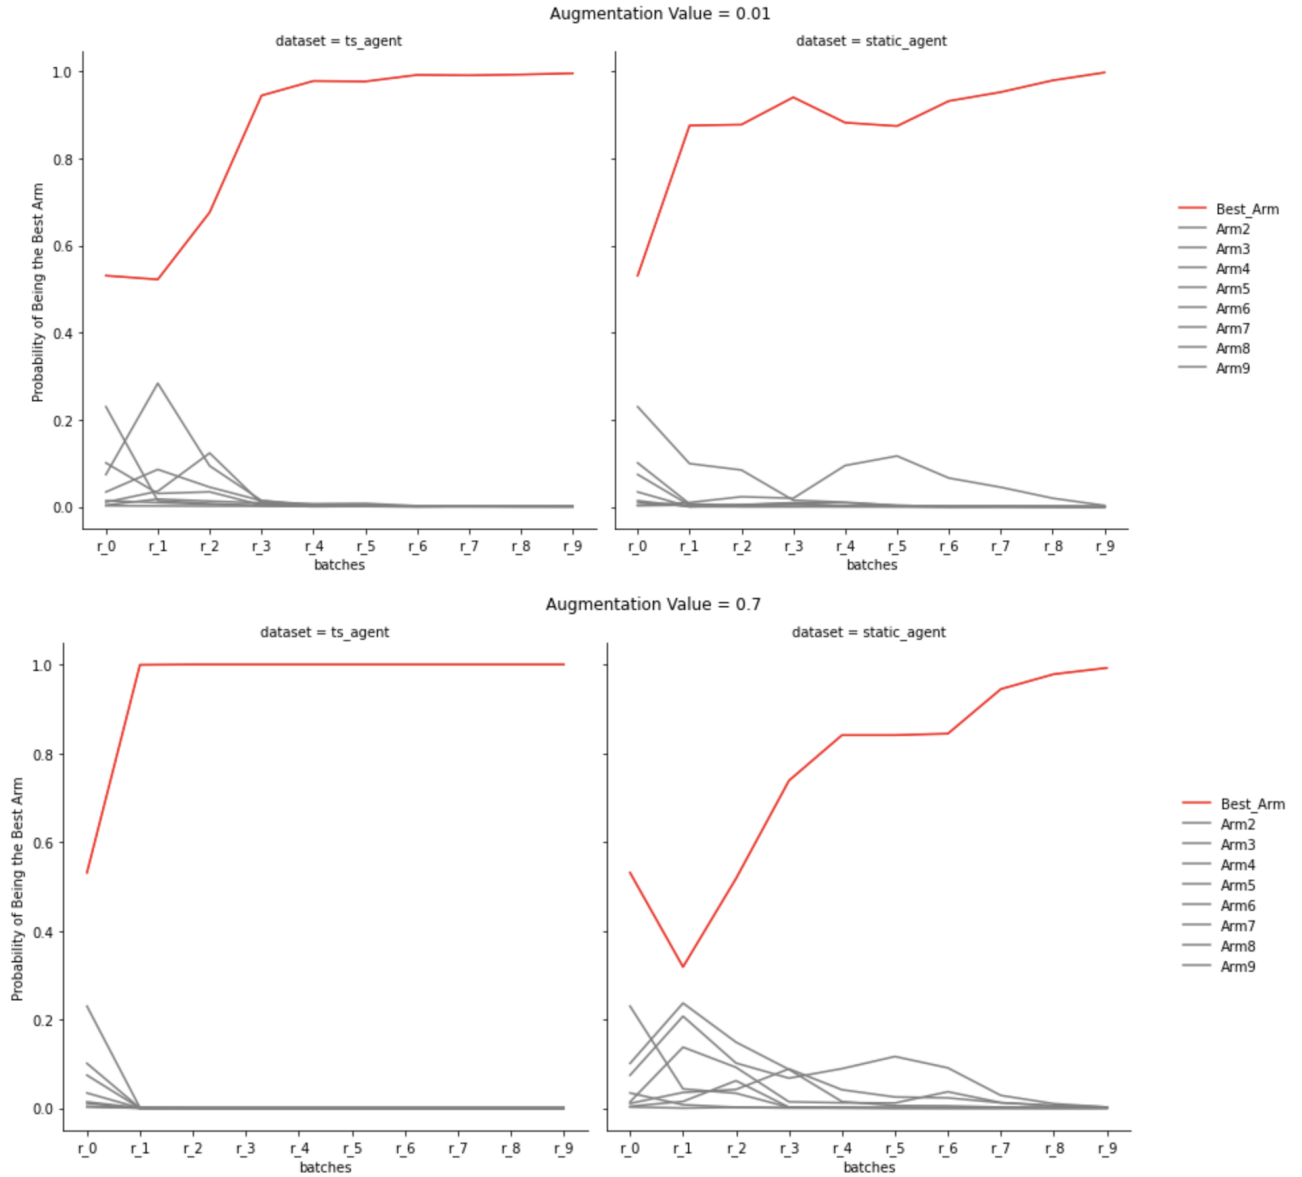 Augmentation Value = 0.01
dataset = ts_agent
dataset = static_agent
Probability of Being the Best Arm
1.0
0.8
0.6
0.4
0.2
0.0
r_0 r_1 r_2 r_3 r_4 r_5 r_6 r_7 r_8 r_9
batches
r_0 r_1 r_2 r_3 r_4 r_5 r_6 r_7 r_8 r_9
batches
Best_Arm
Arm2
Arm3
Arm4
Arm5
Arm6
Arm7
Arm8
Arm9
Augmentation Value = 0.7
dataset = ts_agent
dataset = static_agent
Probability of Being the Best Arm
1.0
0.8
0.6
0.4
0.2
0.0
r_0 r_1 r_2 r_3 r_4 r_5 r_6 r_7 r_8 r_9
batches
r_0 r_1 r_2 r_3 r_4 r_5 r_6 r_7 r_8 r_9
batches
Best_Arm
Arm2
Arm3
Arm4
Arm5
Arm6
Arm7
Arm8
Arm9